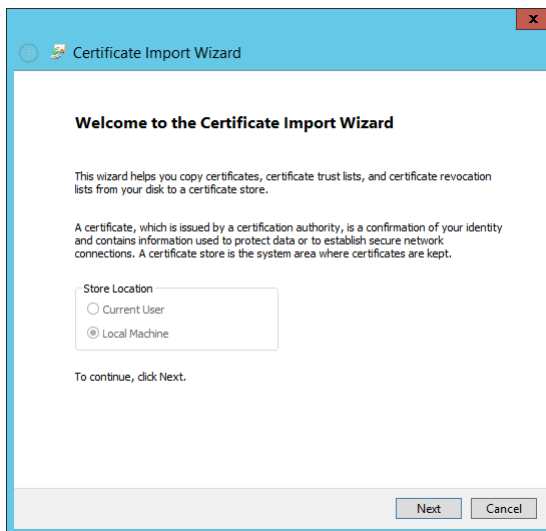 x
Certificate Import Wizard
Welcome to the Certificate Import Wizard
This wizard helps you copy certificates, certificate trust lists, and certificate revocation
lists from your disk to a certificate store.
A certificate, which is issued by a certification authority, is a confirmation of your identity
and contains information used to protect data or to establish secure network
connections. A certificate store is the system area where certificates are kept.
Store Location
Current User
Local Machine
To continue, click Next.
Next Cancel